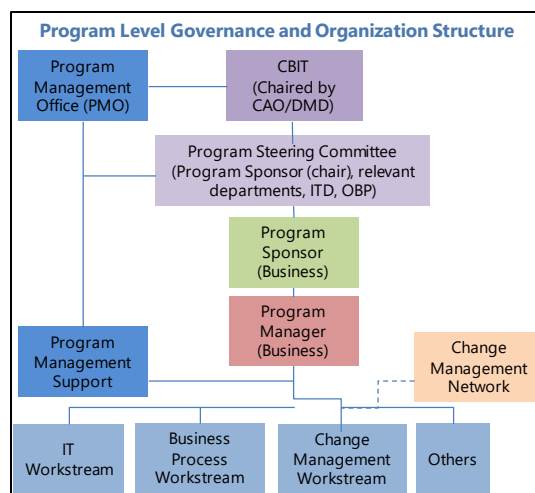 Program Level Governance and Organization Structure
Program
Management
Office (PMO)
CBIT
(Chaired by
CAO/DMD)
Program Steering Committee
(Program Sponsor (chair), relevant
departments, ITD, OBP)
Program
Sponsor
(Business)
Program
Manager
(Business)
Program
Management
Support
Change
Management
Network
IT
Workstream
Business
Process
Workstream
Change
Management Workstream
Others